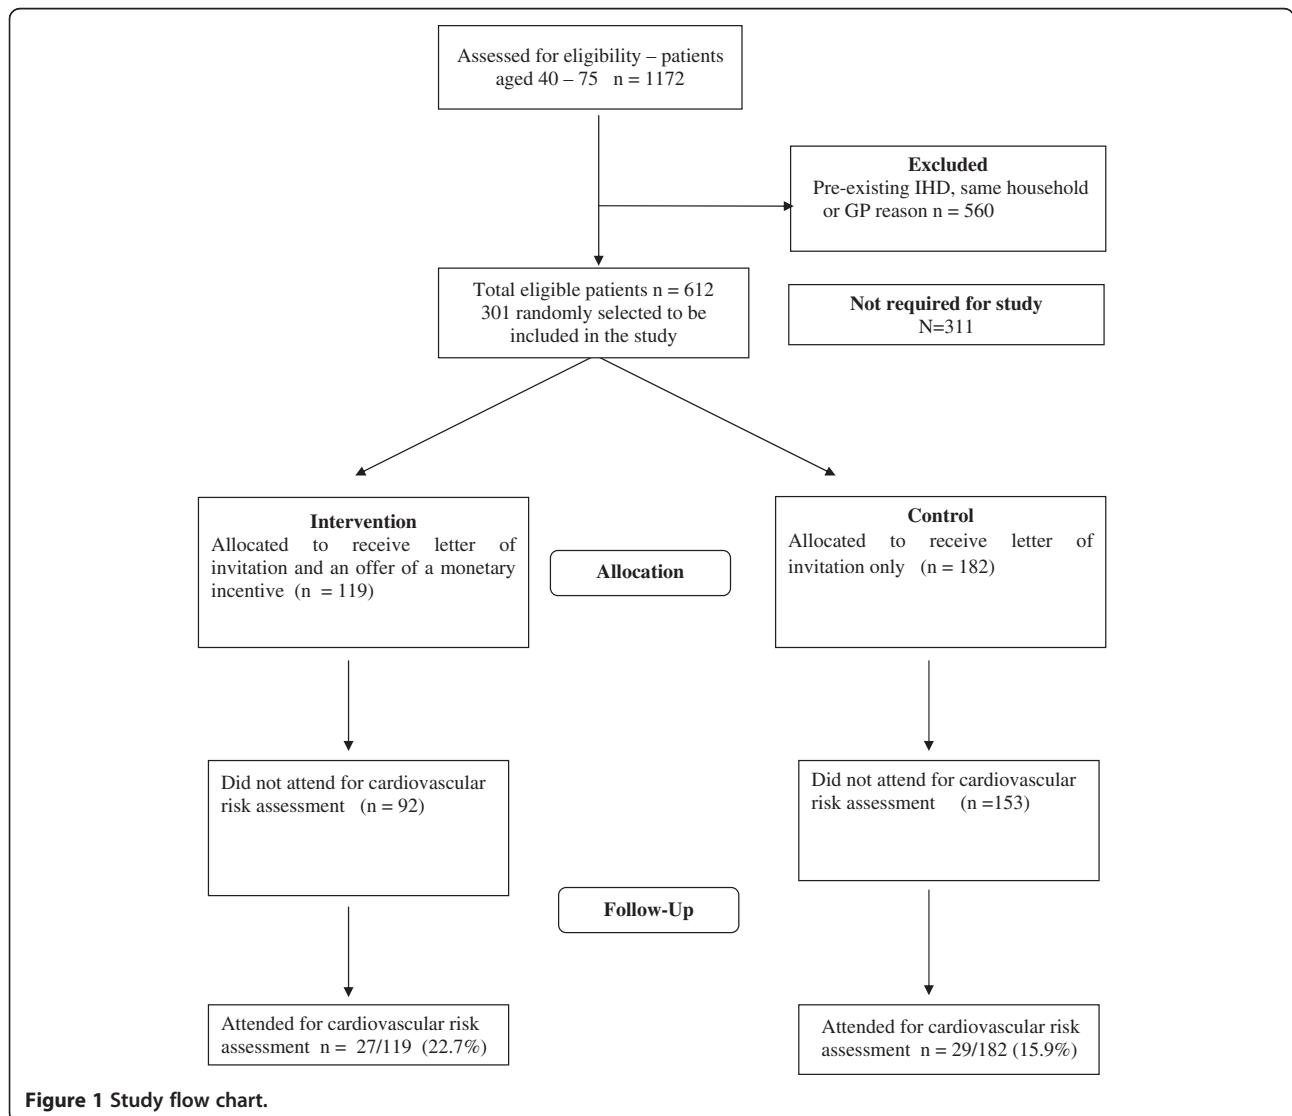 Assessed for eligibility – patients
aged 40 – 75 n = 1172
Excluded
Pre-existing IHD, same household
or GP reason n = 560
Total eligible patients n = 612
301 randomly selected to be
included in the study
Not required for study
N=311
Intervention
Allocated to receive letter of
invitation and an offer of a monetary
incentive (n = 119)
Allocation
Control
Allocated to receive letter of
invitation only (n = 182)
Did not attend for cardiovascular
risk assessment (n = 92)
Did not attend for cardiovascular
risk assessment (n =153)
Follow-Up
Attended for cardiovascular risk
assessment n = 27/119 (22.7%)
Attended for cardiovascular risk
assessment n = 29/182 (15.9%)
Figure 1 Study flow chart.